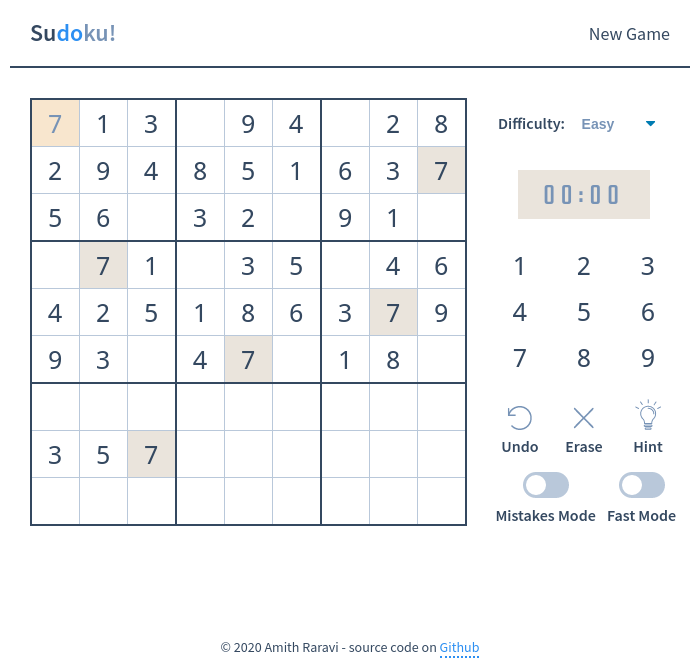 Sudoku! New Game
7 1 3 9 4 2 8 Difficulty: Easy
2 9 4 8 5 1 6 3 7
00:00
5 6 3 2 9 1
7 1 3 5 4 6 1 2 3
4 2 5 1 8 6 3 7 9 4 5 6
9 3 4 7 1 8 7 8 9
Undo Erase Hint
3 5 7
Mistakes Mode Fast Mode
© 2020 Amith Raravi - source code on Github